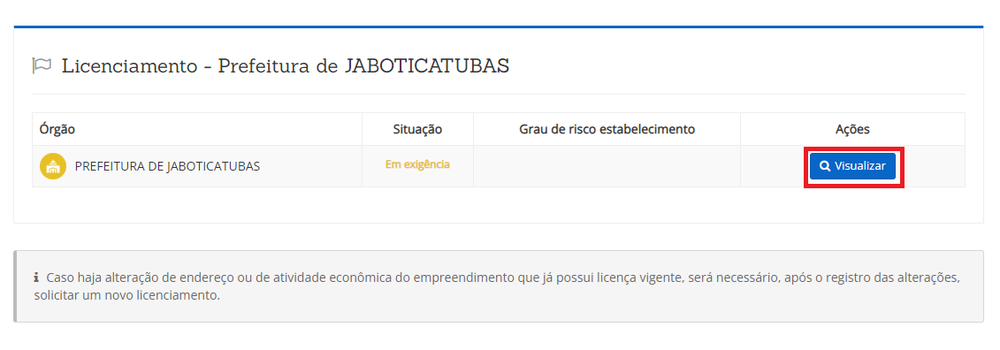 Licenciamento - Prefeitura de JABOTICATUBAS
Órgão Situação Grau de risco estabelecimento Ações
PREFEITURA DE JABOTICATUBAS Em exigência Visualizar
Caso haja alteração de endereço ou de atividade econômica do empreendimento que já possui licença vigente, será necessário, após o registro das alterações,
solicitar um novo licenciamento.